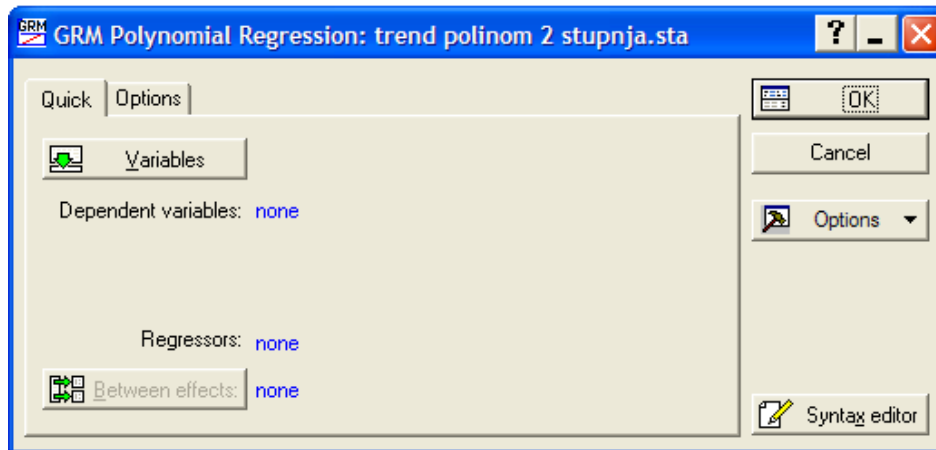 GRM GRM Polynomial Regression: trend polinom 2 stupnja.sta
Quick Options
Variables
Dependent variables: none
Regressors: none
Between effects: none
OK
Cancel
Options
Syntax editor